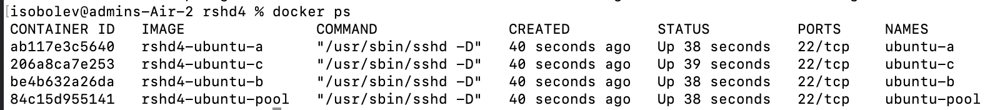 [isobolev@admins-Air-2 rshd4 % docker ps
CONTAINER ID   IMAGE               COMMAND               CREATED          STATUS          PORTS     NAMES
ab117e3c5640   rshd4-ubuntu-a      "/usr/sbin/sshd -D"   40 seconds ago   Up 38 seconds   22/tcp    ubuntu-a
206a8ca7e253   rshd4-ubuntu-c      "/usr/sbin/sshd -D"   40 seconds ago   Up 39 seconds   22/tcp    ubuntu-c
be4b632a26da   rshd4-ubuntu-b      "/usr/sbin/sshd -D"   40 seconds ago   Up 38 seconds   22/tcp    ubuntu-b
84c15d955141   rshd4-ubuntu-pool   "/usr/sbin/sshd -D"   40 seconds ago   Up 38 seconds   22/tcp    ubuntu-pool